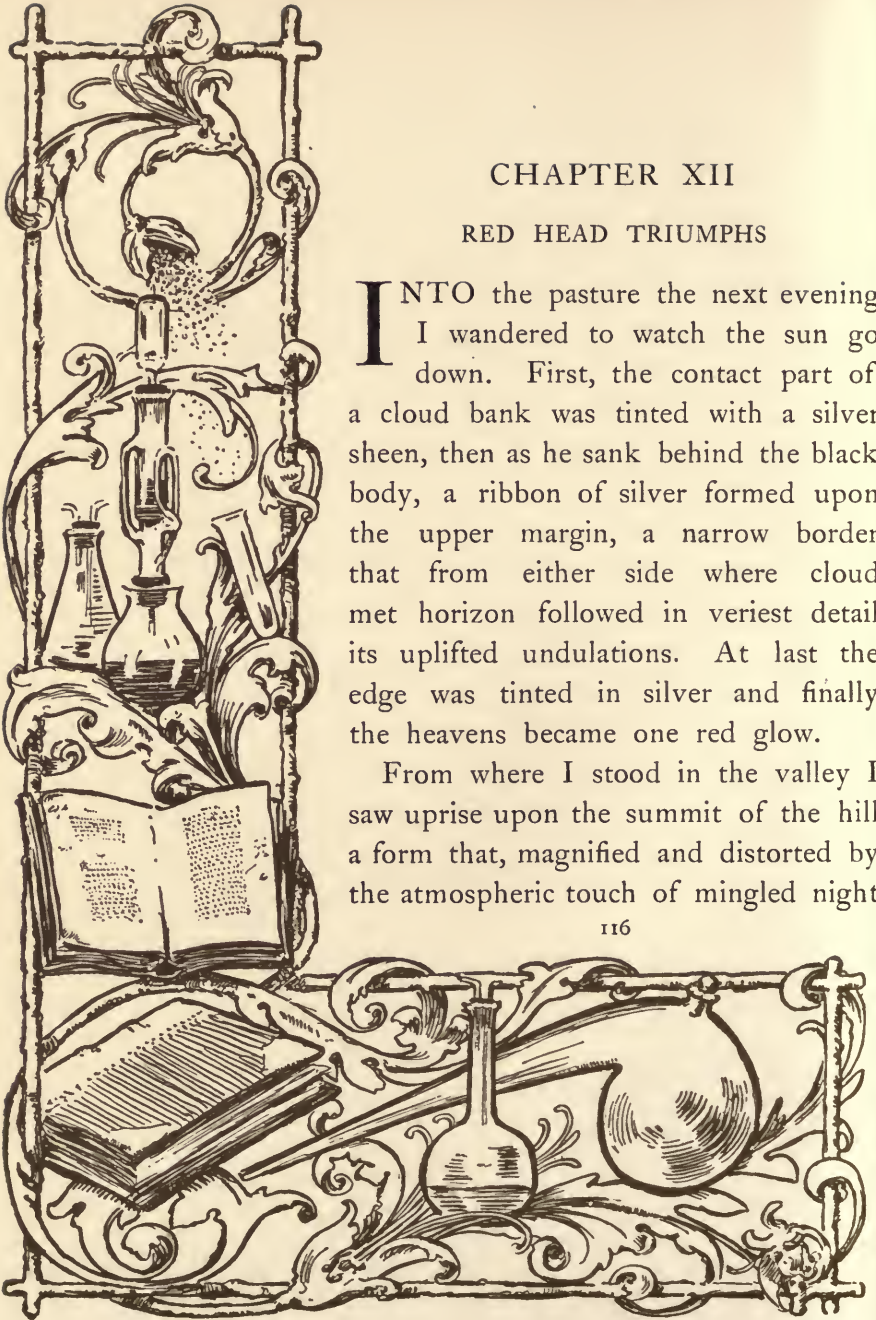 CHAPTER XII
RED HEAD TRIUMPHS
INTO the pasture the next evening
I wandered to watch the sun go
down. First, the contact part of
a cloud bank was tinted with a silver
sheen, then as he sank behind the black
body, a ribbon of silver formed upon
the upper margin, a narrow border
that from either side where cloud
met horizon followed in veriest detail
its uplifted undulations. At last the
edge was tinted in silver and finally
the heavens became one red glow.
From where I stood in the valley I
saw uprise upon the summit of the hill
a form that, magnified and distorted by
the atmospheric touch of mingled night
116